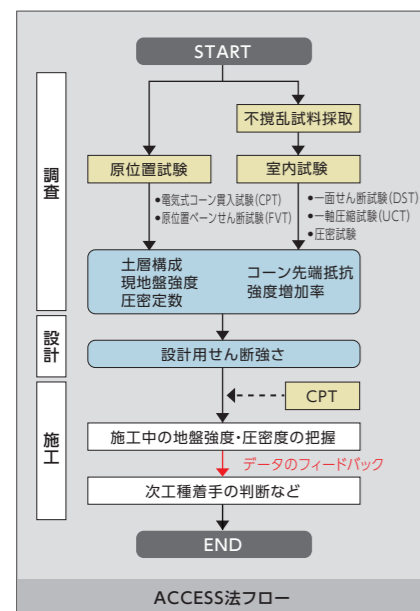 START
調査
不撹乱試料採取
原位置試験
室内試験
●電気式コーン貫入試験(CPT)
●原位置ベーンせん断試験(FVT)
●一面せん断試験(DST)
●一軸圧縮試験(UCT)
●圧密試験
土層構成
現地盤強度
圧密定数
コーン先端抵抗
強度増加率
設計
設計用せん断強さ
施工
CPT
施工中の地盤強度・圧密度の把握
データのフィードバック
次工種着手の判断など
END
ACCESS法フロー